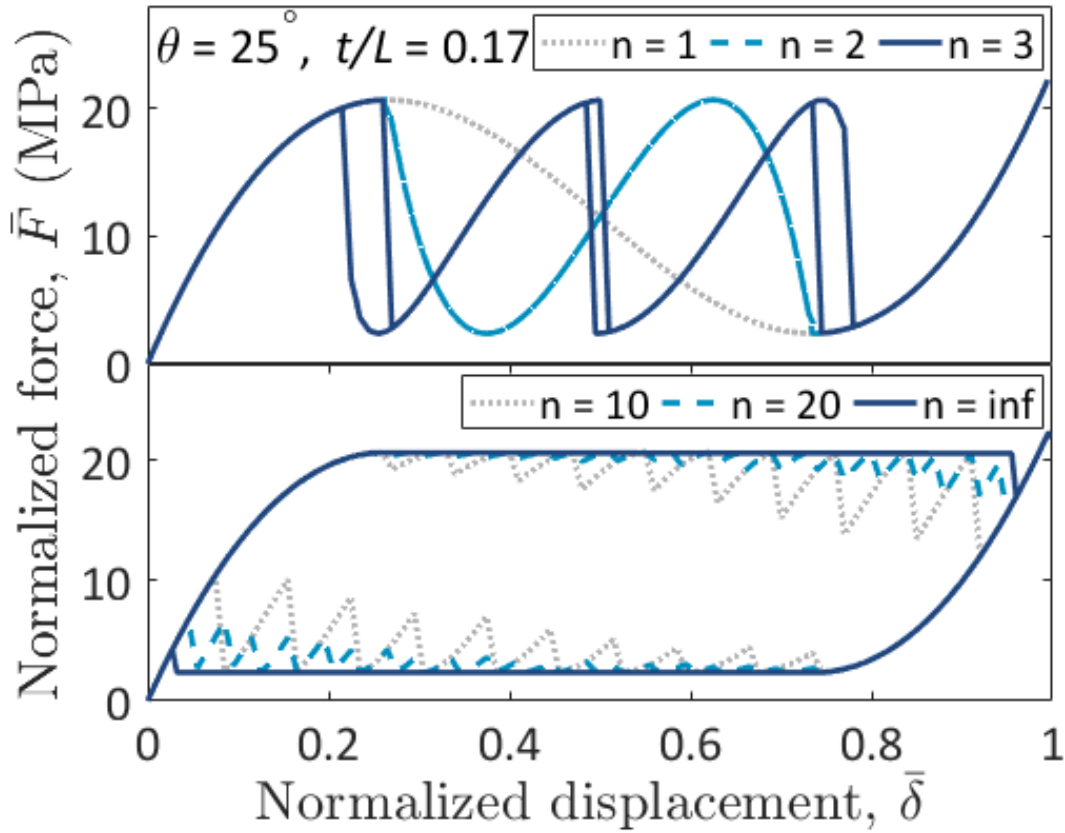 θ = 25°, t/L = 0.17
n = 1 n = 2 n = 3
20
10
0
n = 10 n = 20 n = inf
20
10
0
0 0.2 0.4 0.6 0.8 1
Normalized force, F̄ (MPa)
Normalized displacement, δ̄